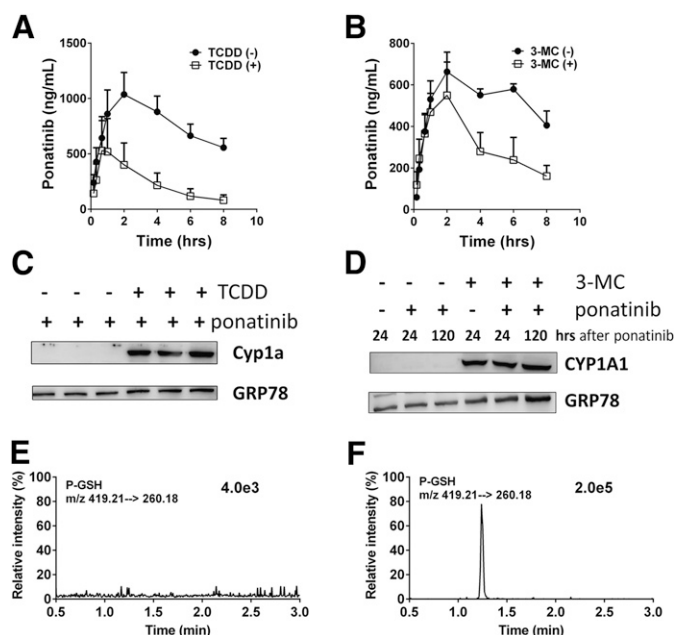 A
1500
1000
500
0
Ponatinib (ng/mL)
TCDD (-)
TCDD (+)
0 2 4 6 8 10
Time (hrs)
B
800
600
400
200
0
Ponatinib (ng/mL)
3-MC (-)
3-MC (+)
0 2 4 6 8 10
Time (hrs)
C
- - - + + + TCDD
+ + + + + + ponatinib
Cyp1a
GRP78
D
- - - + + + 3-MC
- + + - + + ponatinib
24 24 120 24 24 120 hrs after ponatinib
CYP1A1
GRP78
E
100
80
60
40
20
0
Relative intensity (%)
P-GSH
m/z 419.21--> 260.18
4.0e3
0.5 1.0 1.5 2.0 2.5 3.0
Time (min)
F
100
80
60
40
20
0
Relative intensity (%)
P-GSH
m/z 419.21--> 260.18
2.0e5
0.5 1.0 1.5 2.0 2.5 3.0
Time (min)